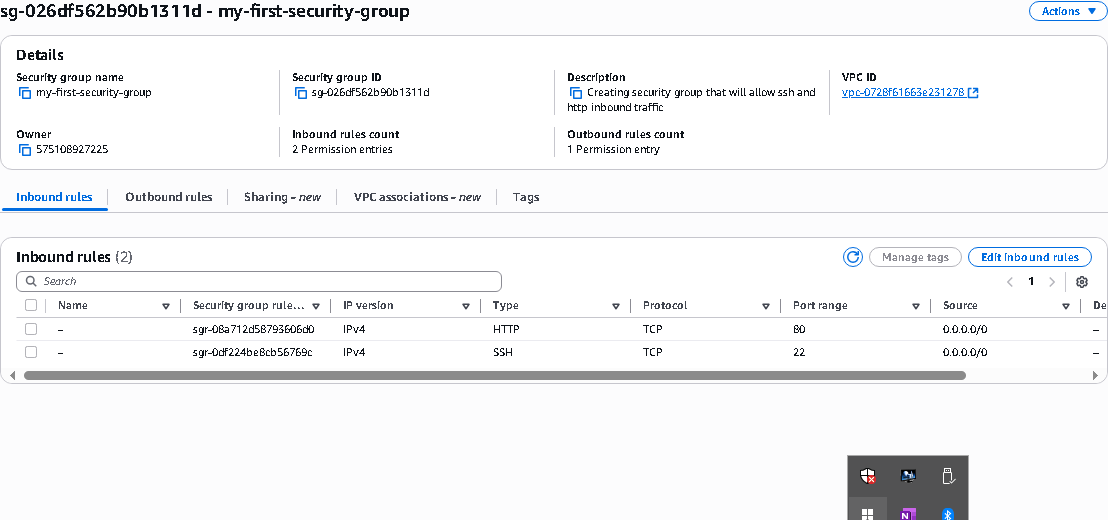 sg-026df562b90b1311d - my-first-security-group
Actions
Details
Security group name
my-first-security-group
Security group ID
sg-026df562b90b1311d
Description
Creating security group that will allow ssh and
http inbound traffic
VPC ID
vpc-0728f61663e231278
Owner
575108927225
Inbound rules count
2 Permission entries
Outbound rules count
1 Permission entry
Inbound rules
Outbound rules
Sharing - new
VPC associations - new
Tags
Inbound rules (2)
Manage tags
Edit inbound rules
Search
1
Name
Security group rule...
IP version
Type
Protocol
Port range
Source
De
– sgr-08a712d58793606d0 IPv4 HTTP TCP 80 0.0.0.0/0 –
– sgr-0df224be8cb56769c IPv4 SSH TCP 22 0.0.0.0/0 –
N